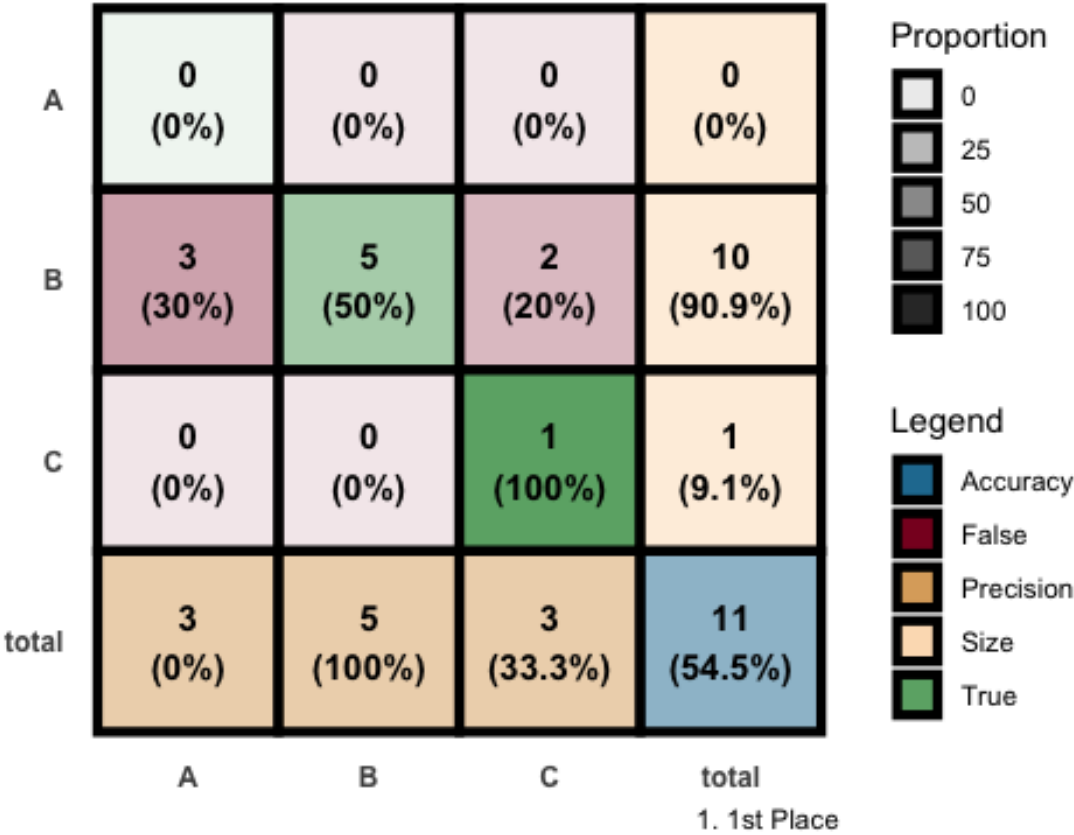 Proportion
0
25
50
75
100
Legend
Accuracy
False
Precision
Size
True
A 0 0 0 0
(0%) (0%) (0%) (0%)
B 3 5 2 10
(30%) (50%) (20%) (90.9%)
C 0 0 1 1
(0%) (0%) (100%) (9.1%)
total 3 5 3 11
(0%) (100%) (33.3%) (54.5%)
A B C total
1. 1st Place